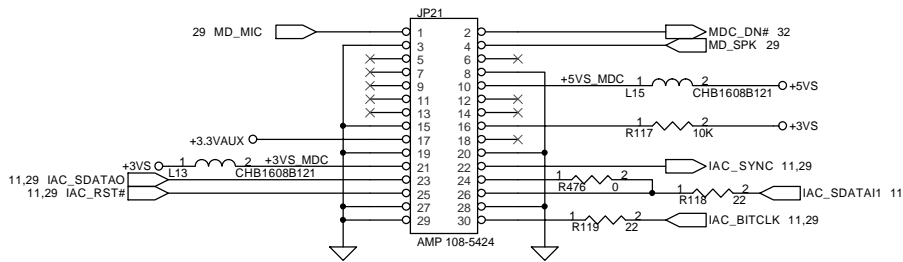 JP21
29 MD_MIC 1 2 MDC_DN# 32
3 4 MD_SPK 29
5 6
7 8
9 10 +5VS_MDC 1 2 +5VS
L15 CHB1608B121
11 12
13 14
15 16 1 2 +3VS
R117 10K
+3.3VAUX 17 18
19 20
+3VS 1 2 +3VS_MDC 21 22 IAC_SYNC 11,29
L13 CHB1608B121
11,29 IAC_SDATAO 23 24 1 2
R476 0
11,29 IAC_RST# 25 26 1 2 IAC_SDATAI1 11
R118 22
27 28
29 30 1 2 IAC_BITCLK 11,29
R119 22
AMP 108-5424